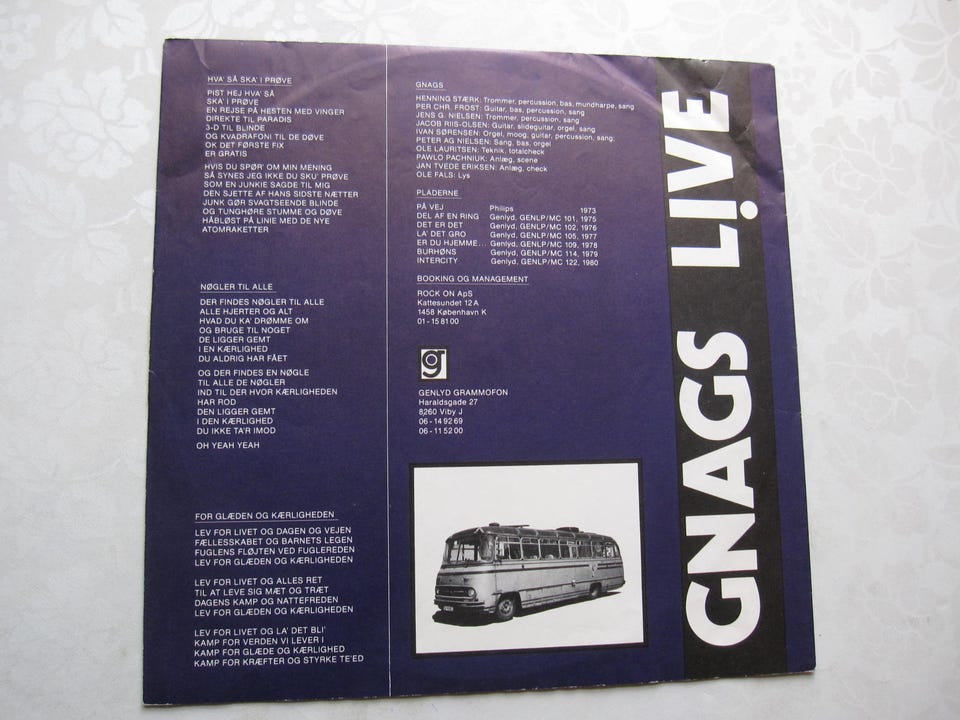 HVA' SÅ SKA' I PRØVE
PIST HEJ HVA' SÅ
SKA' I PRØVE
EN REJSE PÅ HESTEN MED VINGER
DIREKTE TIL PARADIS
3-D TIL BLINDE
OG KVADRAFONI TIL DE DØVE
OK DET FØRSTE FIX
ER GRATIS
HVIS DU SPØR' OM MIN MENING
SÅ SYNES JEG IKKE DU SKU' PRØVE
SOM EN JUNKIE SAGDE TIL MIG
DEN SJETTE AF HANS SIDSTE NÆTTER
JUNK GØR SVAGTSEENDE BLINDE
OG TUNGHØRE STUMME OG DØVE
HÅBLØST PÅ LINIE MED DE NYE
ATOMRAKETTER
NØGLER TIL ALLE
DER FINDES NØGLER TIL ALLE
ALLE HJERTER OG ALT
HVAD DU KA' DRØMME OM
OG BRUGE TIL NOGET
DE LIGGER GEMT
I EN KÆRLIGHED
DU ALDRIG HAR FÅET
OG DER FINDES EN NØGLE
TIL ALLE DE NØGLER
IND TIL DER HVOR KÆRLIGHEDEN
HAR ROD
DEN LIGGER GEMT
I DEN KÆRLIGHED
DU IKKE TA'R IMOD
OH YEAH YEAH
FOR GLÆDEN OG KÆRLIGHEDEN
LEV FOR LIVET OG DAGEN OG VEJEN
FÆLLESSKABET OG BARNETS LEGEN
FUGLENS FLØJTEN VED FUGLEREDEN
LEV FOR GLÆDEN OG KÆRLIGHEDEN
LEV FOR LIVET OG ALLES RET
TIL AT LEVE SIG MÆT OG TRÆT
DAGENS KAMP OG NATTEFREDEN
LEV FOR GLÆDEN OG KÆRLIGHEDEN
LEV FOR LIVET OG LA' DET BLI'
KAMP FOR VERDEN VI LEVER I
KAMP FOR GLÆDE OG KÆRLIGHED
KAMP FOR KRÆFTER OG STYRKE TE'ED
GNAGS
HENNING STÆRK: Trommer, percussion, bas, mundharpe, sang
PER CHR. FROST: Guitar, bas, percussion, sang
JENS G. NIELSEN: Trommer, percussion, sang
JACOB RIIS-OLSEN: Guitar, slideguitar, orgel, sang
IVAN SØRENSEN: Orgel, moog, guitar, percussion, sang,
PETER AG NIELSEN: Sang, bas, orgel
OLE LAURITSEN: Teknik, totalcheck
PAWLO PACHNIUK: Anlæg, scene
JAN TVEDE ERIKSEN: Anlæg, check
OLE FALS: Lys
PLADERNE
PÅ VEJ Philips 1973
DEL AF EN RING Genlyd, GENLP/MC 101, 1975
DET ER DET Genlyd, GENLP/MC 102, 1976
LA' DET GRO Genlyd, GENLP/MC 105, 1977
ER DU HJEMME... Genlyd, GENLP/MC 109, 1978
BURHØNS Genlyd, GENLP/MC 114, 1979
INTERCITY Genlyd, GENLP/MC 122, 1980
BOOKING OG MANAGEMENT
ROCK ON ApS
Kattesundet 12 A
1458 København K
01-15 81 00
g
GENLYD GRAMMOFON
Haraldsgade 27
8260 Viby J
06-14 92 69
06-11 52 00
GNAGS LiVE